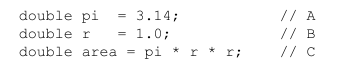 double pi  = 3.14;          // A
double r   = 1.0;           // B
double area = pi * r * r;   // C